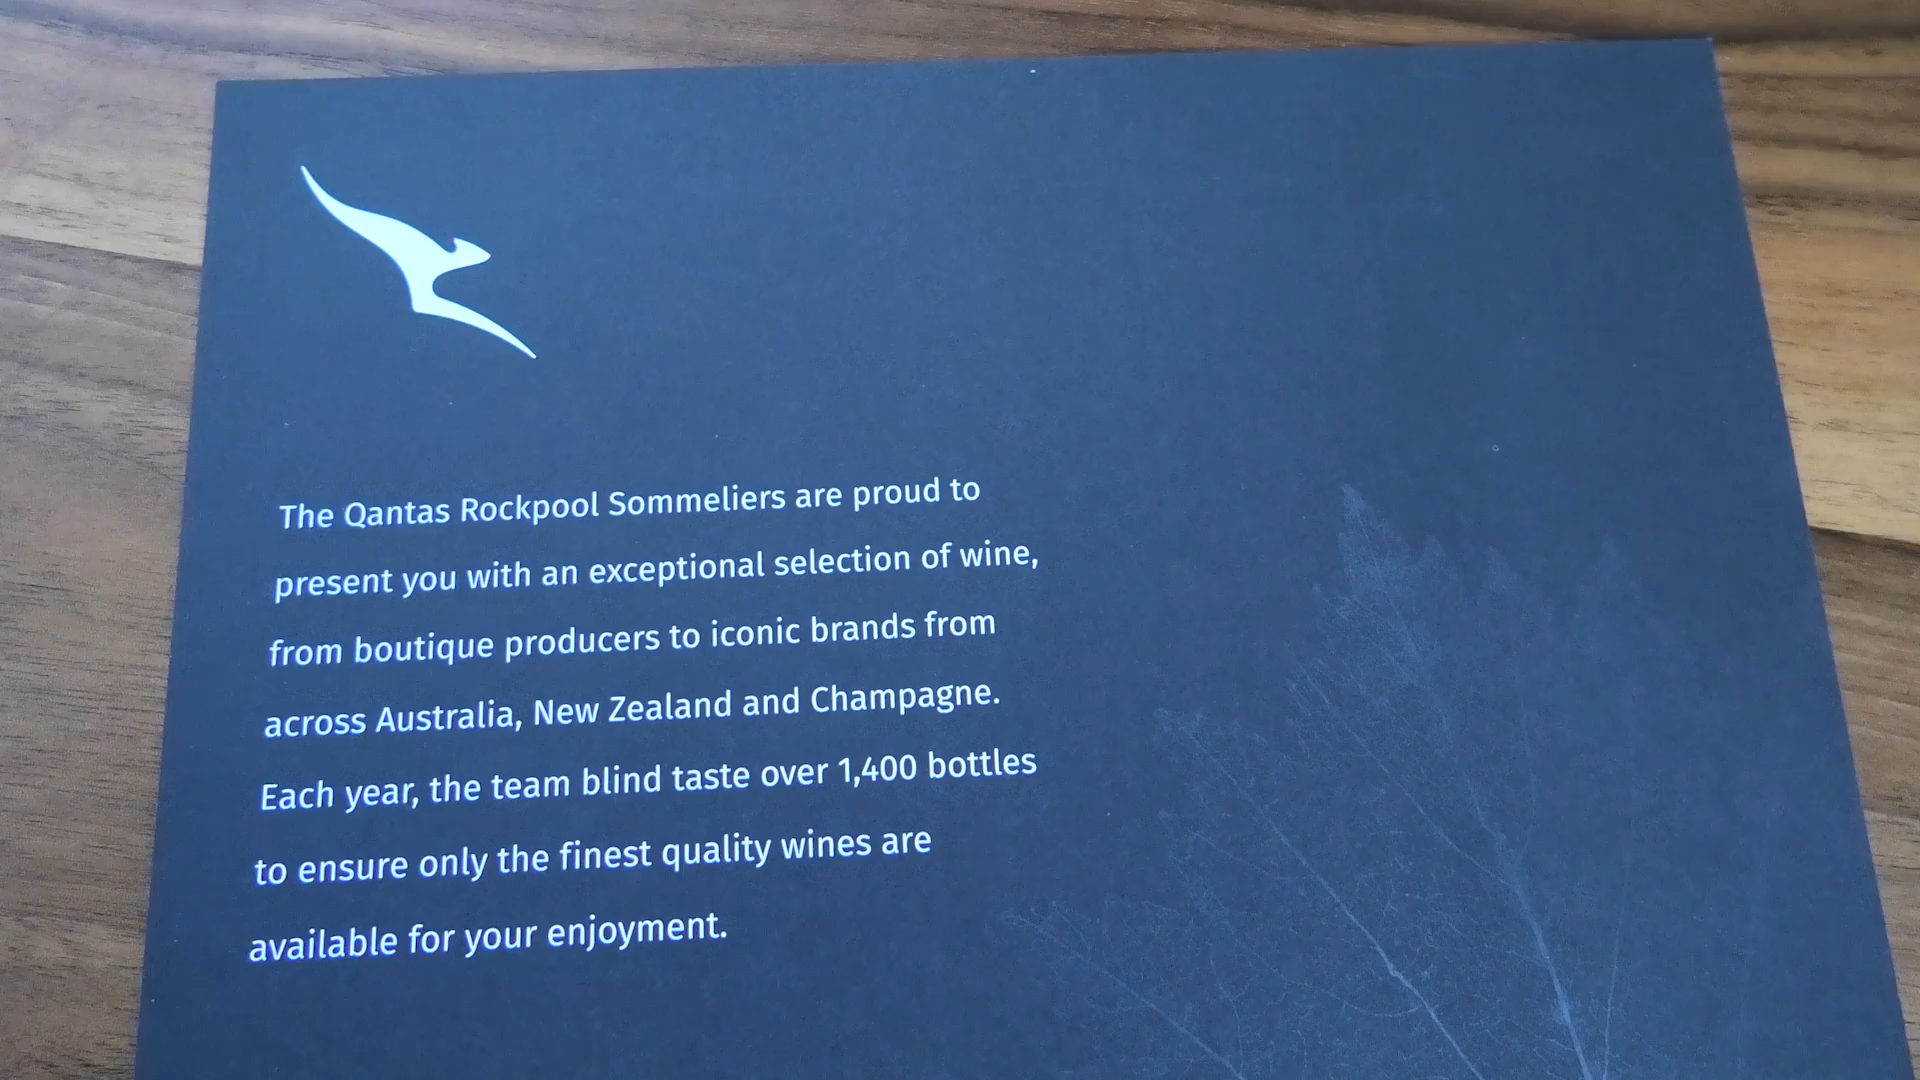 The Qantas Rockpool Sommeliers are proud to
present you with an exceptional selection of wine,
from boutique producers to iconic brands from
across Australia, New Zealand and Champagne.
Each year, the team blind taste over 1,400 bottles
to ensure only the finest quality wines are
available for your enjoyment.